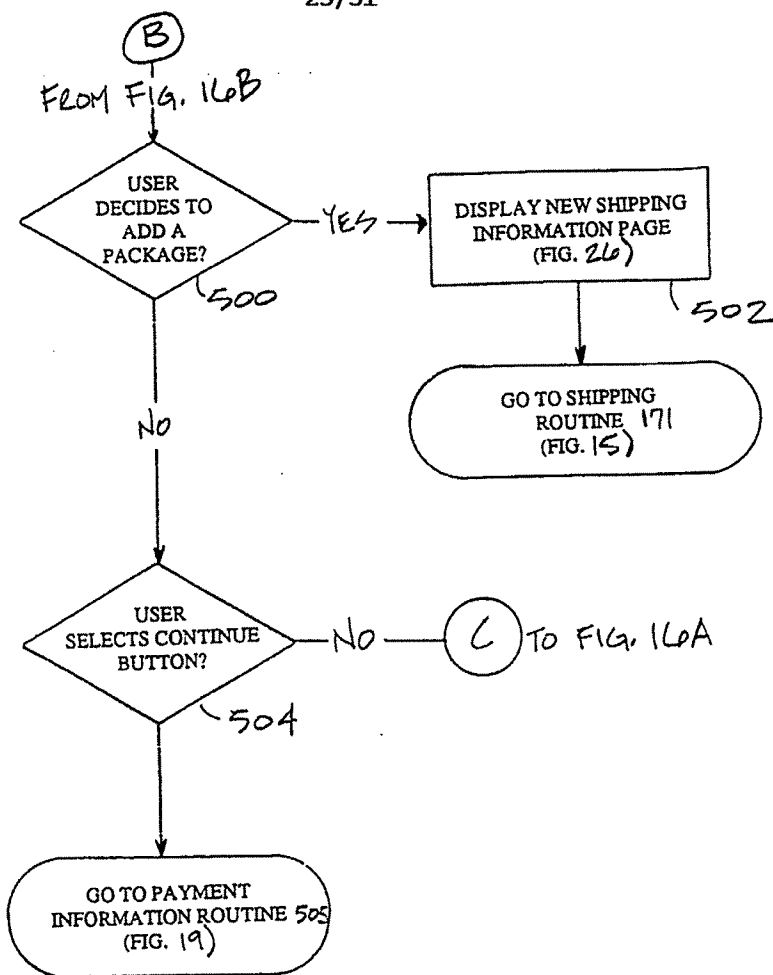 B
FROM FIG. 16B
USER
DECIDES TO
ADD A
PACKAGE?
500
YES
DISPLAY NEW SHIPPING
INFORMATION PAGE
(FIG. 26)
502
GO TO SHIPPING
ROUTINE 171
(FIG. 15)
NO
USER
SELECTS CONTINUE
BUTTON?
504
NO
C
TO FIG. 16A
GO TO PAYMENT
INFORMATION ROUTINE 505
(FIG. 19)